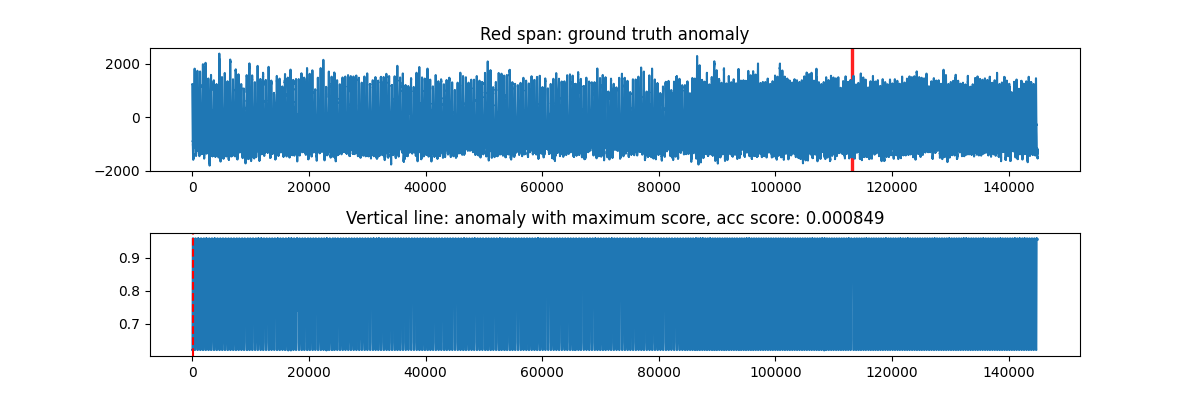 Red span: ground truth anomaly
2000
0
−2000
0 20000 40000 60000 80000 100000 120000 140000
Vertical line: anomaly with maximum score, acc score: 0.000849
0.9
0.8
0.7
0 20000 40000 60000 80000 100000 120000 140000